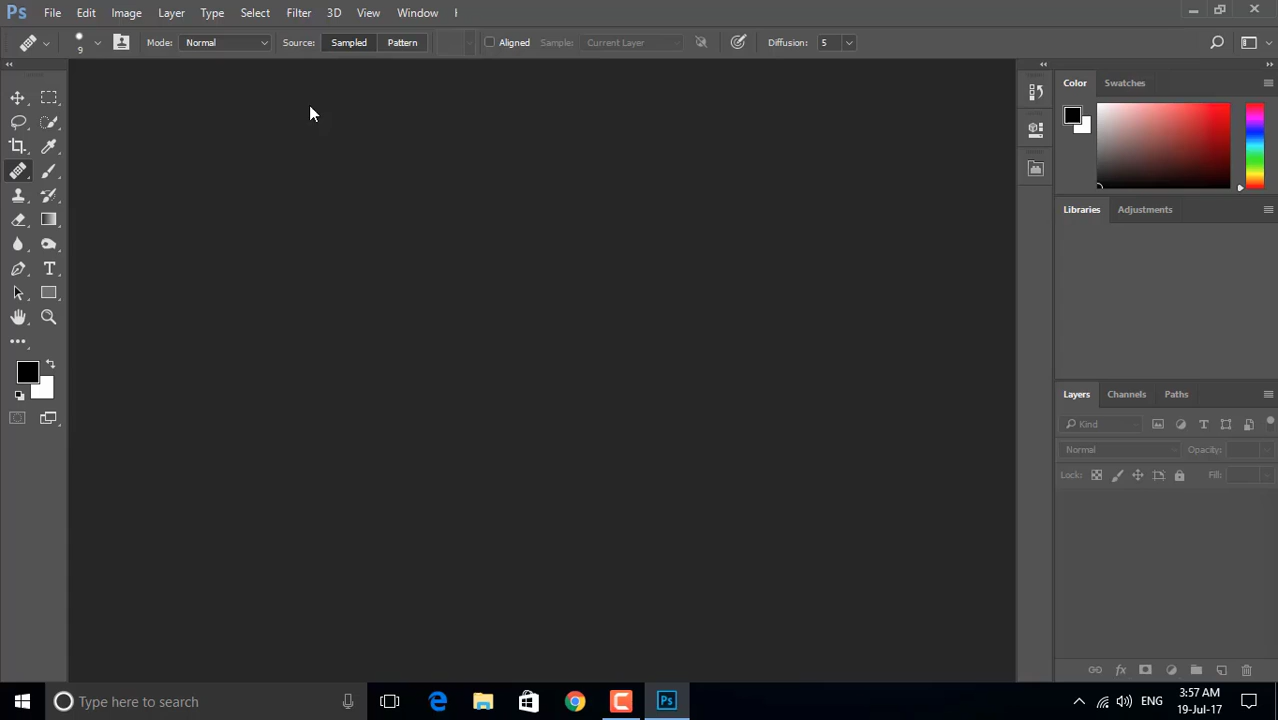 Ps File Edit Image Layer Type Select Filter 3D View Window
9 Mode: Normal Source: Sampled Pattern Aligned Sample: Current Layer Diffusion: 5
Color Swatches
Libraries Adjustments
Layers Channels Paths
Kind
Normal Opacity:
Lock: Fill:
Type here to search
Ps
ENG
3:57 AM
19-Jul-17